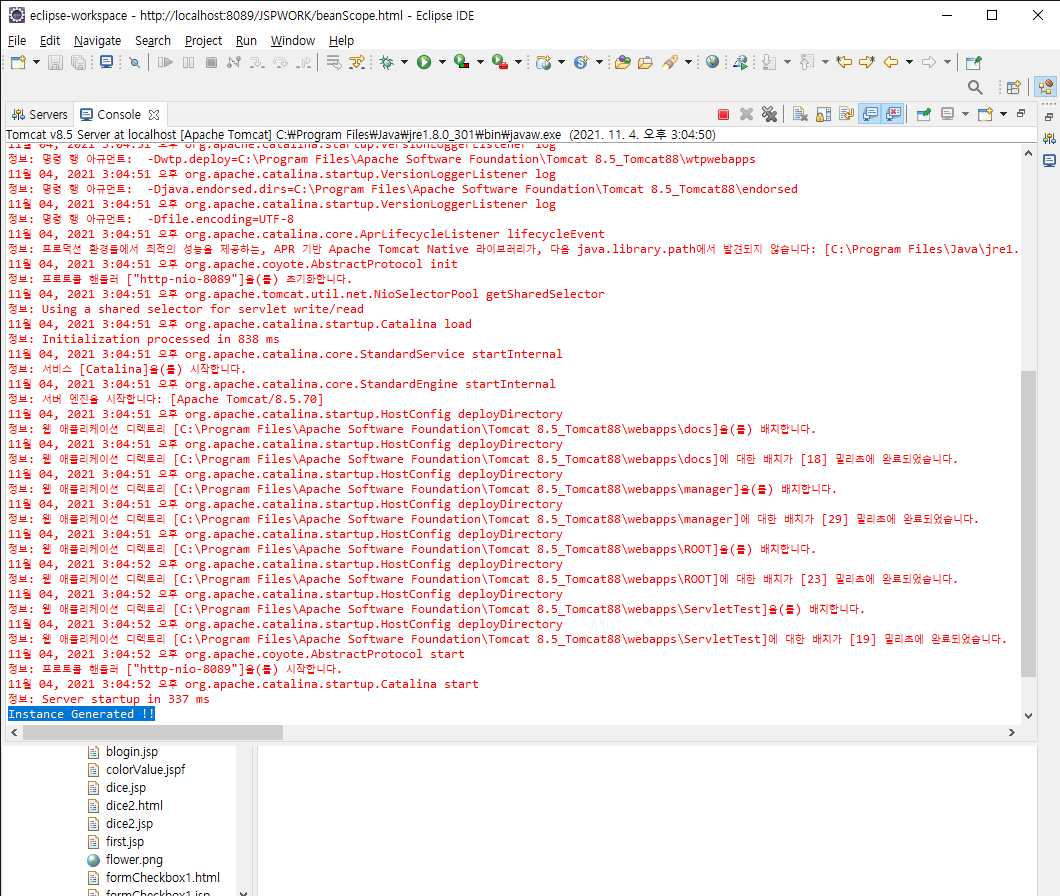 eclipse-workspace - http://localhost:8089/JSPWORK/beanScope.html - Eclipse IDE
File Edit Navigate Search Project Run Window Help
Servers Console
Tomcat v8.5 Server at localhost [Apache Tomcat] C:₩Program Files₩Java₩jre1.8.0_301₩bin₩javaw.exe (2021. 11. 4. 오후 3:04:50)
11월 04, 2021 3:04:51 오후 org.apache.catalina.startup.VersionLoggerListener log
정보: 명령 행 아규먼트:  -Dwtp.deploy=C:\Program Files\Apache Software Foundation\Tomcat 8.5_Tomcat88\wtpwebapps
11월 04, 2021 3:04:51 오후 org.apache.catalina.startup.VersionLoggerListener log
정보: 명령 행 아규먼트:  -Djava.endorsed.dirs=C:\Program Files\Apache Software Foundation\Tomcat 8.5_Tomcat88\endorsed
11월 04, 2021 3:04:51 오후 org.apache.catalina.startup.VersionLoggerListener log
정보: 명령 행 아규먼트:  -Dfile.encoding=UTF-8
11월 04, 2021 3:04:51 오후 org.apache.catalina.core.AprLifecycleListener lifecycleEvent
정보: 프로덕션 환경들에서 최적의 성능을 제공하는, APR 기반 Apache Tomcat Native 라이브러리가, 다음 java.library.path에서 발견되지 않습니다: [C:\Program Files\Java\jre1.
11월 04, 2021 3:04:51 오후 org.apache.coyote.AbstractProtocol init
정보: 프로토콜 핸들러 ["http-nio-8089"]을(를) 초기화합니다.
11월 04, 2021 3:04:51 오후 org.apache.tomcat.util.net.NioSelectorPool getSharedSelector
정보: Using a shared selector for servlet write/read
11월 04, 2021 3:04:51 오후 org.apache.catalina.startup.Catalina load
정보: Initialization processed in 838 ms
11월 04, 2021 3:04:51 오후 org.apache.catalina.core.StandardService startInternal
정보: 서비스 [Catalina]을(를) 시작합니다.
11월 04, 2021 3:04:51 오후 org.apache.catalina.core.StandardEngine startInternal
정보: 서버 엔진을 시작합니다: [Apache Tomcat/8.5.70]
11월 04, 2021 3:04:51 오후 org.apache.catalina.startup.HostConfig deployDirectory
정보: 웹 애플리케이션 디렉토리 [C:\Program Files\Apache Software Foundation\Tomcat 8.5_Tomcat88\webapps\docs]을(를) 배치합니다.
11월 04, 2021 3:04:51 오후 org.apache.catalina.startup.HostConfig deployDirectory
정보: 웹 애플리케이션 디렉토리 [C:\Program Files\Apache Software Foundation\Tomcat 8.5_Tomcat88\webapps\docs]에 대한 배치가 [18] 밀리초에 완료되었습니다.
11월 04, 2021 3:04:51 오후 org.apache.catalina.startup.HostConfig deployDirectory
정보: 웹 애플리케이션 디렉토리 [C:\Program Files\Apache Software Foundation\Tomcat 8.5_Tomcat88\webapps\manager]을(를) 배치합니다.
11월 04, 2021 3:04:51 오후 org.apache.catalina.startup.HostConfig deployDirectory
정보: 웹 애플리케이션 디렉토리 [C:\Program Files\Apache Software Foundation\Tomcat 8.5_Tomcat88\webapps\manager]에 대한 배치가 [29] 밀리초에 완료되었습니다.
11월 04, 2021 3:04:51 오후 org.apache.catalina.startup.HostConfig deployDirectory
정보: 웹 애플리케이션 디렉토리 [C:\Program Files\Apache Software Foundation\Tomcat 8.5_Tomcat88\webapps\ROOT]을(를) 배치합니다.
11월 04, 2021 3:04:52 오후 org.apache.catalina.startup.HostConfig deployDirectory
정보: 웹 애플리케이션 디렉토리 [C:\Program Files\Apache Software Foundation\Tomcat 8.5_Tomcat88\webapps\ROOT]에 대한 배치가 [23] 밀리초에 완료되었습니다.
11월 04, 2021 3:04:52 오후 org.apache.catalina.startup.HostConfig deployDirectory
정보: 웹 애플리케이션 디렉토리 [C:\Program Files\Apache Software Foundation\Tomcat 8.5_Tomcat88\webapps\ServletTest]을(를) 배치합니다.
11월 04, 2021 3:04:52 오후 org.apache.catalina.startup.HostConfig deployDirectory
정보: 웹 애플리케이션 디렉토리 [C:\Program Files\Apache Software Foundation\Tomcat 8.5_Tomcat88\webapps\ServletTest]에 대한 배치가 [19] 밀리초에 완료되었습니다.
11월 04, 2021 3:04:52 오후 org.apache.coyote.AbstractProtocol start
정보: 프로토콜 핸들러 ["http-nio-8089"]을(를) 시작합니다.
11월 04, 2021 3:04:52 오후 org.apache.catalina.startup.Catalina start
정보: Server startup in 337 ms
Instance Generated !!
blogin.jsp
colorValue.jspf
dice.jsp
dice2.html
dice2.jsp
first.jsp
flower.png
formCheckbox1.html
formCheckbox1.jsp